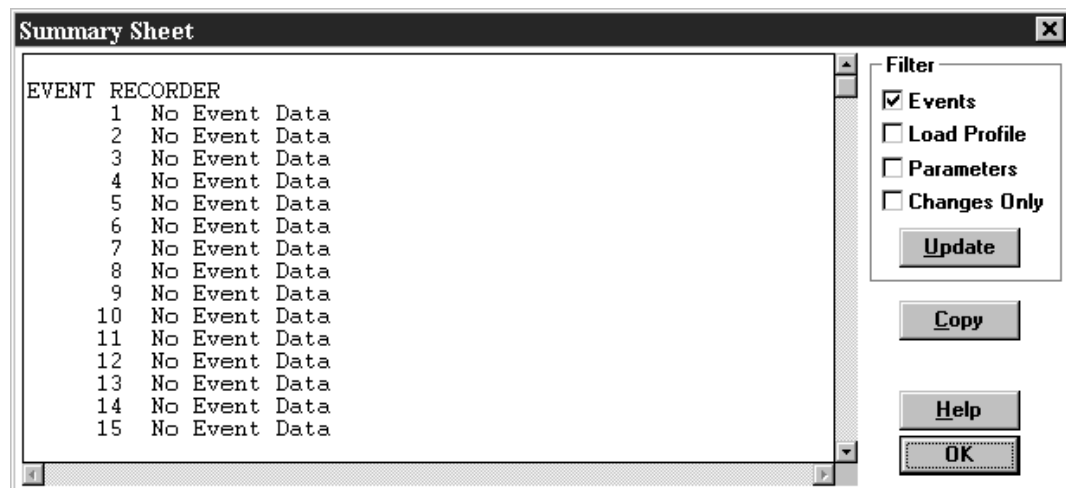 Summary Sheet
EVENT RECORDER
1 No Event Data
2 No Event Data
3 No Event Data
4 No Event Data
5 No Event Data
6 No Event Data
7 No Event Data
8 No Event Data
9 No Event Data
10 No Event Data
11 No Event Data
12 No Event Data
13 No Event Data
14 No Event Data
15 No Event Data
Filter
Events
Load Profile
Parameters
Changes Only
Update
Copy
Help
OK